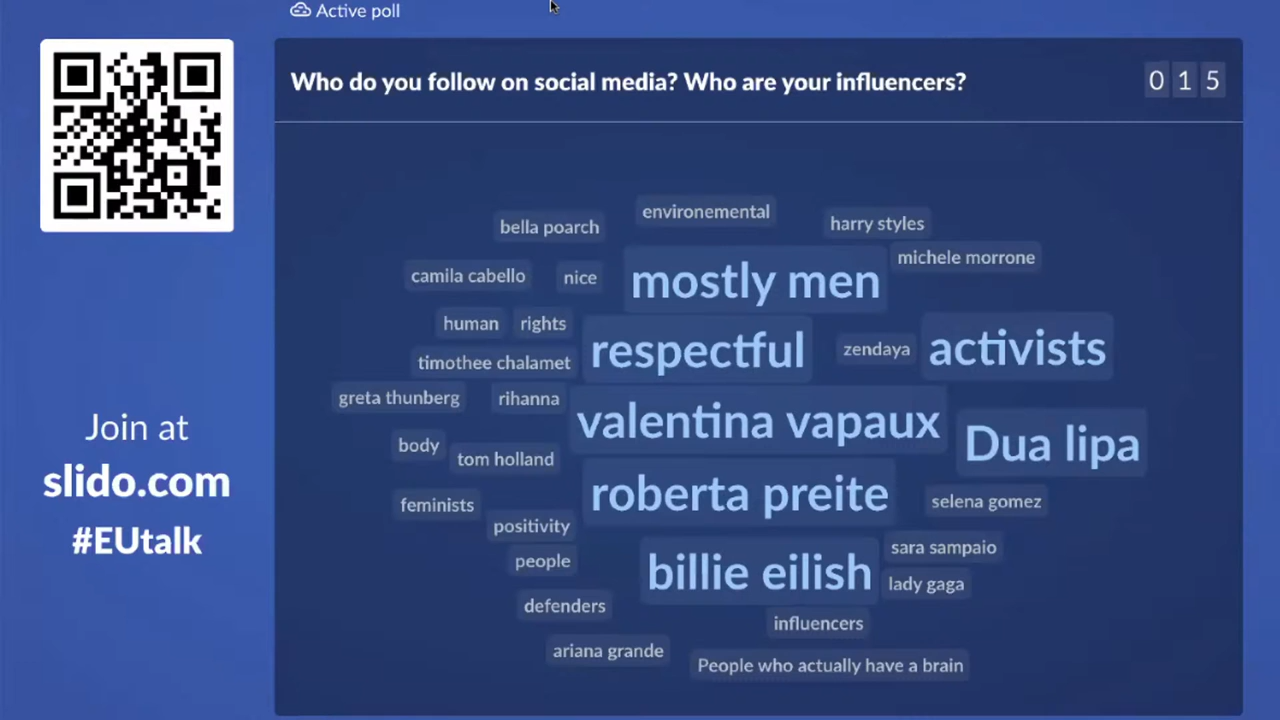 Active poll
Who do you follow on social media? Who are your influencers?
0 1 5
environemental
bella poarch
harry styles
michele morrone
camila cabello
nice
mostly men
human
rights
respectful
zendaya
activists
timothee chalamet
greta thunberg
rihanna
valentina vapaux
Dua lipa
body
tom holland
roberta preite
feminists
selena gomez
positivity
sara sampaio
people
billie eilish
lady gaga
defenders
influencers
ariana grande
People who actually have a brain
Join at
slido.com
#EUtalk